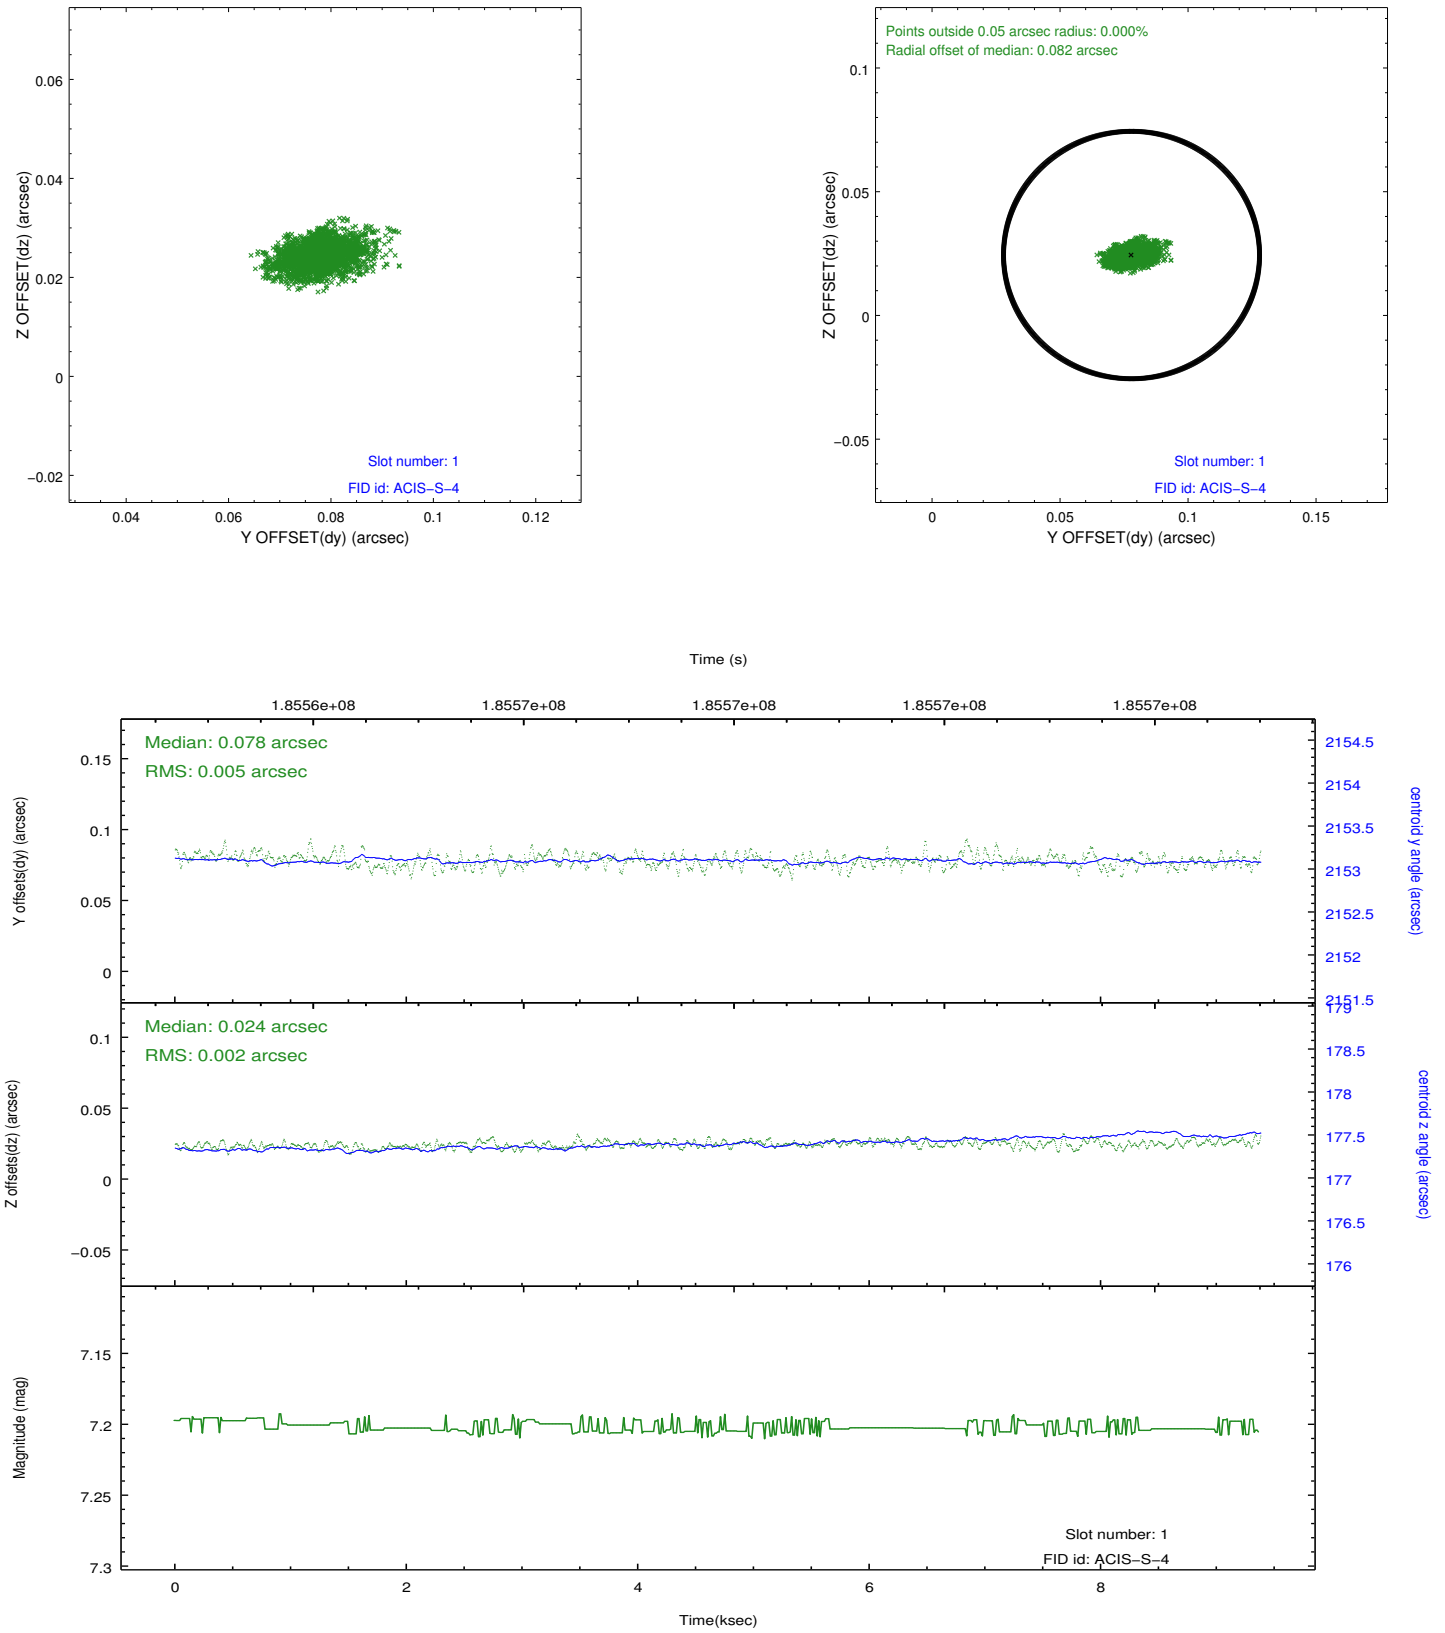 Points outside 0.05 arcsec radius: 0.000%
Radial offset of median: 0.082 arcsec
0.06
0.04
0.02
0
−0.02
Z OFFSET(dz) (arcsec)
Slot number: 1
FID id: ACIS−S−4
0.04 0.06 0.08 0.1 0.12
Y OFFSET(dy) (arcsec)
0.1
0.05
0
−0.05
Z OFFSET(dz) (arcsec)
Slot number: 1
FID id: ACIS−S−4
0 0.05 0.1 0.15
Y OFFSET(dy) (arcsec)
Time (s)
1.8556e+08 1.8557e+08 1.8557e+08 1.8557e+08 1.8557e+08
Median: 0.078 arcsec
RMS: 0.005 arcsec
0.15
0.1
0.05
0
Y offsets(dy) (arcsec)
2154.5
2154
2153.5
2153
2152.5
2152
2151.5
centroid y angle (arcsec)
Median: 0.024 arcsec
RMS: 0.002 arcsec
0.1
0.05
0
−0.05
Z offsets(dz) (arcsec)
179
178.5
178
177.5
177
176.5
176
centroid z angle (arcsec)
7.15
7.2
7.25
7.3
Magnitude (mag)
Slot number: 1
FID id: ACIS−S−4
0 2 4 6 8
Time(ksec)